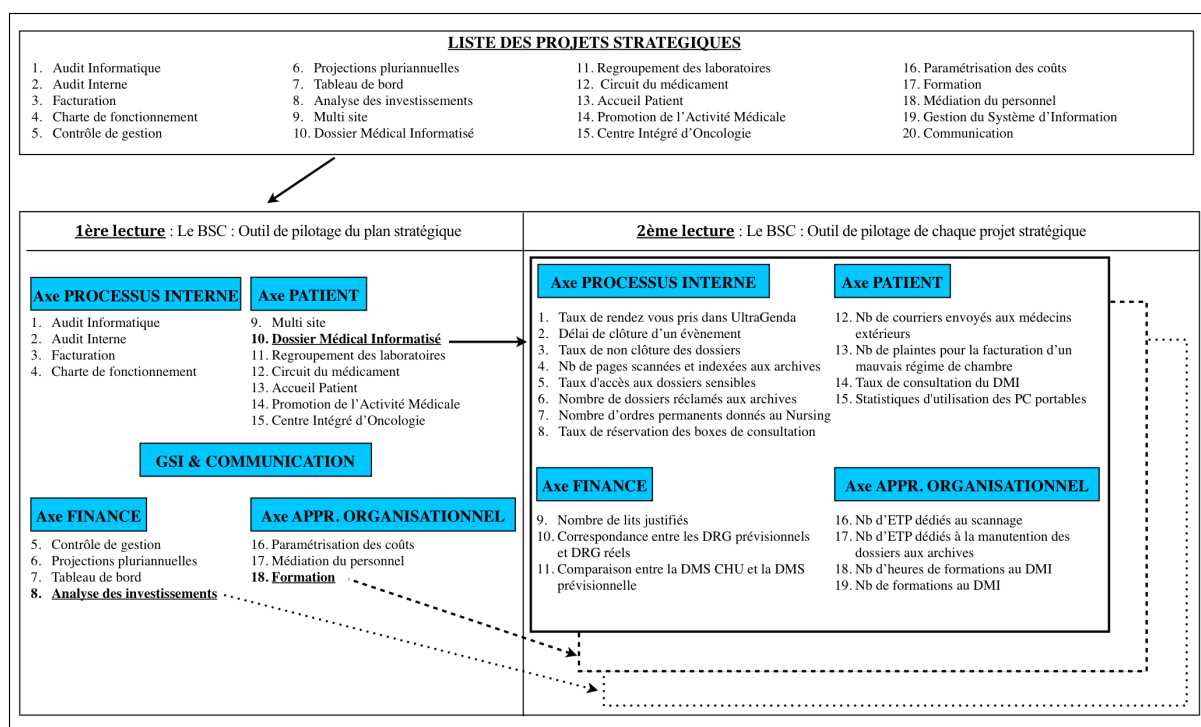 LISTE DES PROJETS STRATEGIQUES
1. Audit Informatique
2. Audit Interne
3. Facturation
4. Charte de fonctionnement
5. Contrôle de gestion
6. Projections pluriannuelles
7. Tableau de bord
8. Analyse des investissements
9. Multi site
10. Dossier Médical Informatisé
11. Regroupement des laboratoires
12. Circuit du médicament
13. Accueil Patient
14. Promotion de l'Activité Médicale
15. Centre Intégré d'Oncologie
16. Paramétrisation des coûts
17. Formation
18. Médiation du personnel
19. Gestion du Système d'Information
20. Communication
1ère lecture : Le BSC : Outil de pilotage du plan stratégique
Axe PROCESSUS INTERNE
1. Audit Informatique
2. Audit Interne
3. Facturation
4. Charte de fonctionnement
Axe PATIENT
9. Multi site
10. Dossier Médical Informatisé
11. Regroupement des laboratoires
12. Circuit du médicament
13. Accueil Patient
14. Promotion de l'Activité Médicale
15. Centre Intégré d'Oncologie
GSI & COMMUNICATION
Axe FINANCE
5. Contrôle de gestion
6. Projections pluriannuelles
7. Tableau de bord
8. Analyse des investissements
Axe APPR. ORGANISATIONNEL
16. Paramétrisation des coûts
17. Médiation du personnel
18. Formation
2ème lecture : Le BSC : Outil de pilotage de chaque projet stratégique
Axe PROCESSUS INTERNE
1. Taux de rendez vous pris dans UltraGenda
2. Délai de clôture d'un évènement
3. Taux de non clôture des dossiers
4. Nb de pages scannées et indexées aux archives
5. Taux d'accès aux dossiers sensibles
6. Nombre de dossiers réclamés aux archives
7. Nombre d'ordres permanents donnés au Nursing
8. Taux de réservation des boxes de consultation
Axe PATIENT
12. Nb de courriers envoyés aux médecins
extérieurs
13. Nb de plaintes pour la facturation d'un
mauvais régime de chambre
14. Taux de consultation du DMI
15. Statistiques d'utilisation des PC portables
Axe FINANCE
9. Nombre de lits justifiés
10. Correspondance entre les DRG prévisionnels
et DRG réels
11. Comparaison entre la DMS CHU et la DMS
prévisionnelle
Axe APPR. ORGANISATIONNEL
16. Nb d'ETP dédiés au scannage
17. Nb d'ETP dédiés à la manutention des
dossiers aux archives
18. Nb d'heures de formations au DMI
19. Nb de formations au DMI